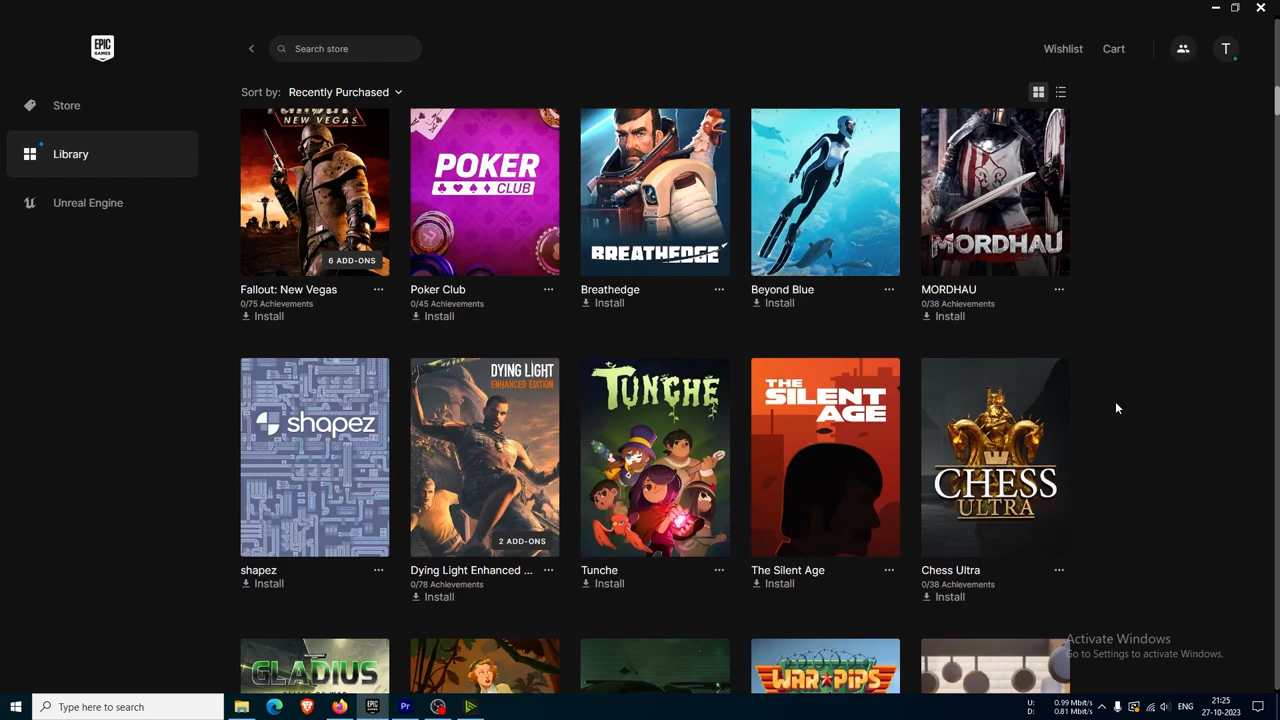 EPIC
GAMES
Search store
Wishlist
Cart
T
Store
Library
Unreal Engine
Sort by: Recently Purchased
NEW VEGAS
6 ADD-ONS
POKER
CLUB
BREATHEDGE
MORDHAU
Fallout: New Vegas
0/75 Achievements
Install
Poker Club
0/45 Achievements
Install
Breathedge
Install
Beyond Blue
Install
MORDHAU
0/38 Achievements
Install
shapez
DYING LIGHT
ENHANCED EDITION
2 ADD-ONS
TUNCHE
THE
SILENT
AGE
CHESS
ULTRA
shapez
Install
Dying Light Enhanced ...
0/78 Achievements
Install
Tunche
Install
The Silent Age
Install
Chess Ultra
0/38 Achievements
Install
GLADIUS
WARPIPS
Activate Windows
Go to Settings to activate Windows.
Type here to search
EPIC
GAMES
Pr
U: 0.99 Mbit/s
D: 0.81 Mbit/s
ENG
21:25
27-10-2023